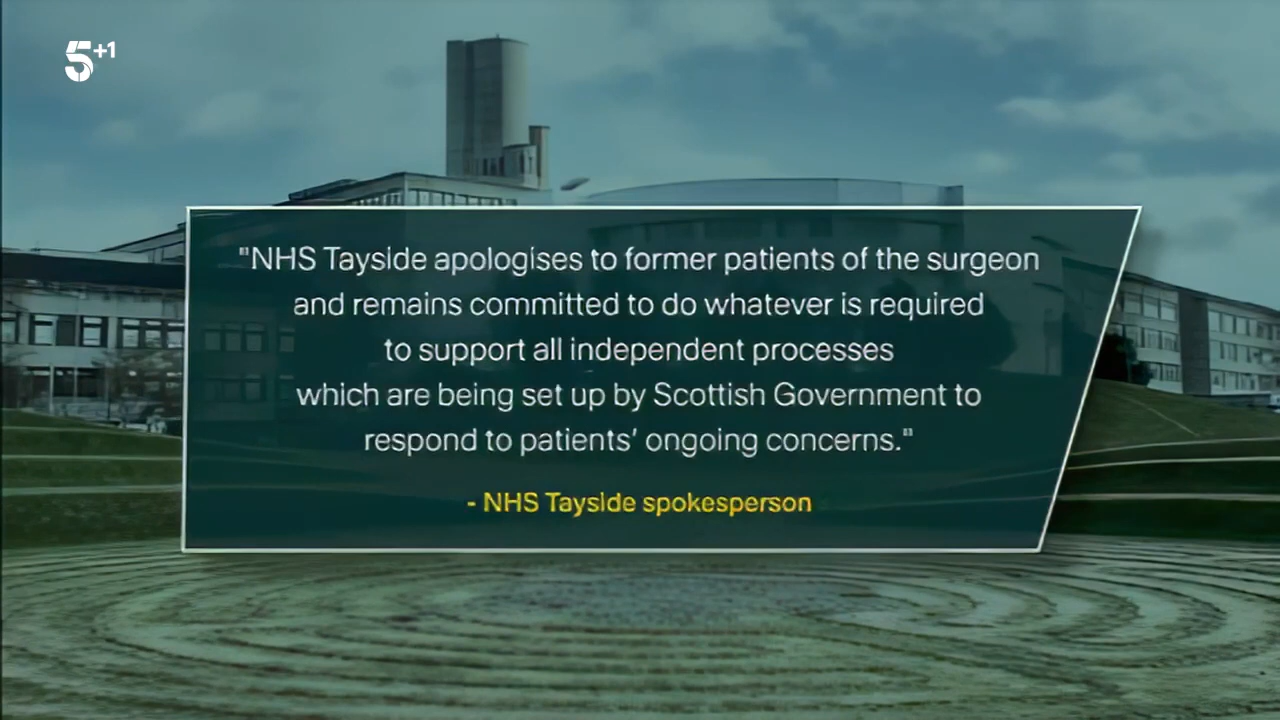 5+1
"NHS Tayside apologises to former patients of the surgeon
and remains committed to do whatever is required
to support all independent processes
which are being set up by Scottish Government to
respond to patients' ongoing concerns."
- NHS Tayside spokesperson